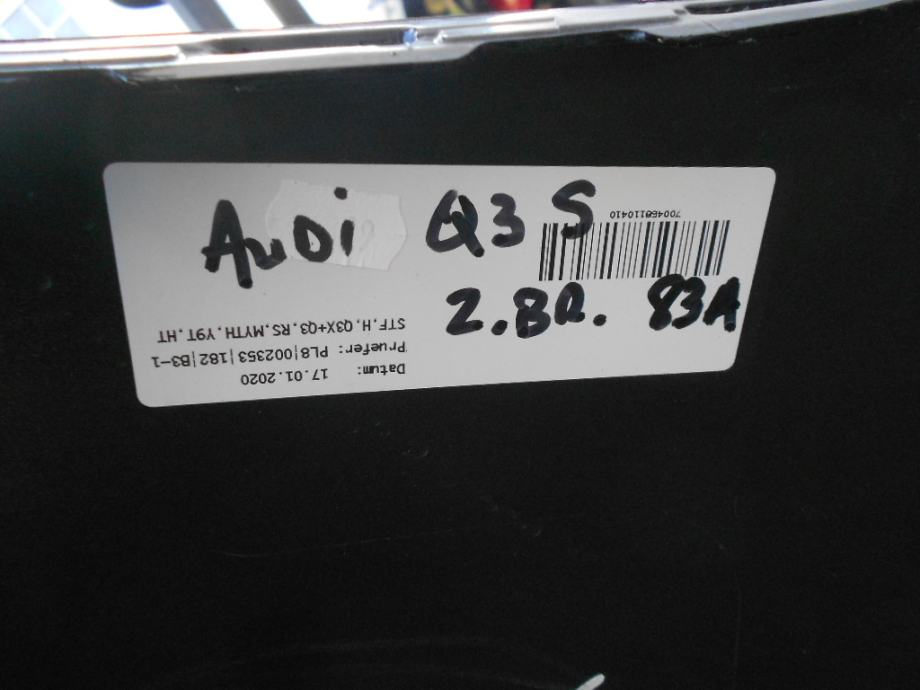 Audi Q3 S
2.BR. 83A
7004560110410
Datum: 17.01.2020
Pruefer: PL8|002353|182|B3-1
STF.H.Q3X+Q3.RS.MYTH.Y9T.HT